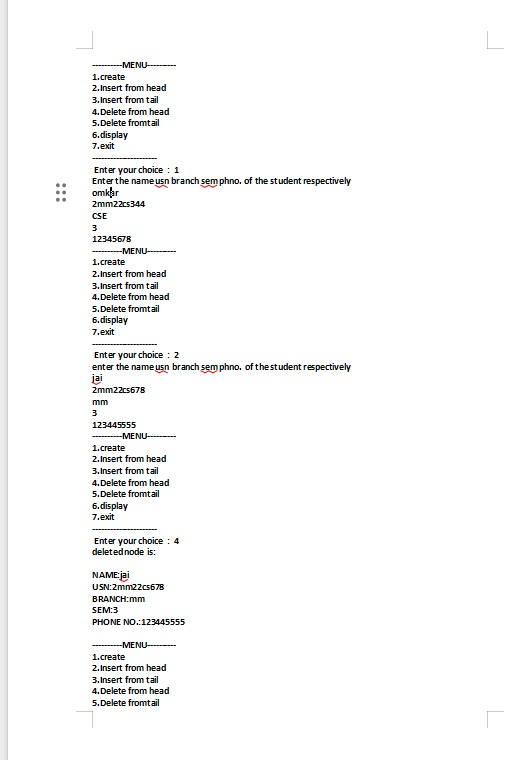 ----------MENU----------
1.create
2.Insert from head
3.Insert from tail
4.Delete from head
5.Delete fromtail
6.display
7.exit
----------------------
Enter your choice : 1
Enter the name usn branch sem phno. of the student respectively
omkar
2mm22cs344
CSE
3
12345678
----------MENU----------
1.create
2.Insert from head
3.Insert from tail
4.Delete from head
5.Delete fromtail
6.display
7.exit
----------------------
Enter your choice : 2
enter the name usn branch sem phno. of the student respectively
jai
2mm22cs678
mm
3
123445555
----------MENU----------
1.create
2.Insert from head
3.Insert from tail
4.Delete from head
5.Delete fromtail
6.display
7.exit
----------------------
Enter your choice : 4
deleted node is:
NAME:jai
USN:2mm22cs678
BRANCH:mm
SEM:3
PHONE NO.:123445555
----------MENU----------
1.create
2.Insert from head
3.Insert from tail
4.Delete from head
5.Delete fromtail